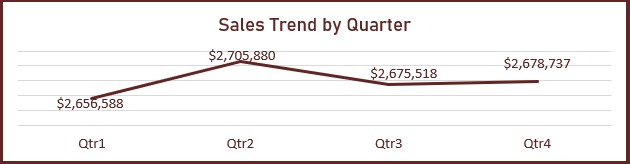 Sales Trend by Quarter
$2,656,588
$2,705,880
$2,675,518
$2,678,737
Qtr1
Qtr2
Qtr3
Qtr4